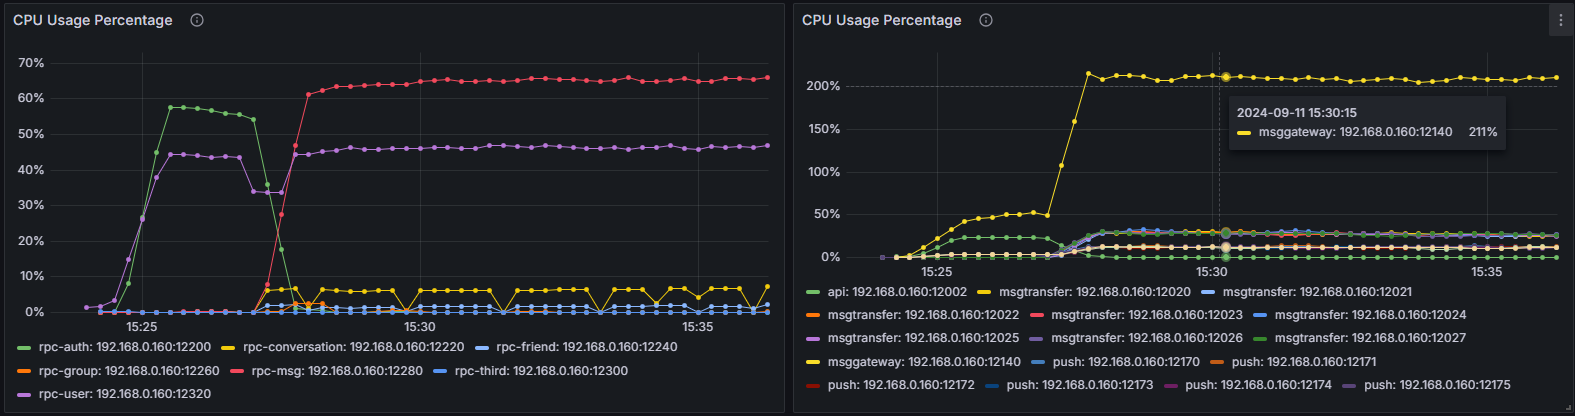 CPU Usage Percentage
70%
60%
50%
40%
30%
20%
10%
0%
15:25 15:30 15:35
rpc-auth: 192.168.0.160:12200 rpc-conversation: 192.168.0.160:12220 rpc-friend: 192.168.0.160:12240
rpc-group: 192.168.0.160:12260 rpc-msg: 192.168.0.160:12280 rpc-third: 192.168.0.160:12300
rpc-user: 192.168.0.160:12320
CPU Usage Percentage
200%
150%
100%
50%
0%
2024-09-11 15:30:15
msggateway: 192.168.0.160:12140 211%
15:25 15:30 15:35
api: 192.168.0.160:12002 msgtransfer: 192.168.0.160:12020 msgtransfer: 192.168.0.160:12021
msgtransfer: 192.168.0.160:12022 msgtransfer: 192.168.0.160:12023 msgtransfer: 192.168.0.160:12024
msgtransfer: 192.168.0.160:12025 msgtransfer: 192.168.0.160:12026 msgtransfer: 192.168.0.160:12027
msggateway: 192.168.0.160:12140 push: 192.168.0.160:12170 push: 192.168.0.160:12171
push: 192.168.0.160:12172 push: 192.168.0.160:12173 push: 192.168.0.160:12174 push: 192.168.0.160:12175